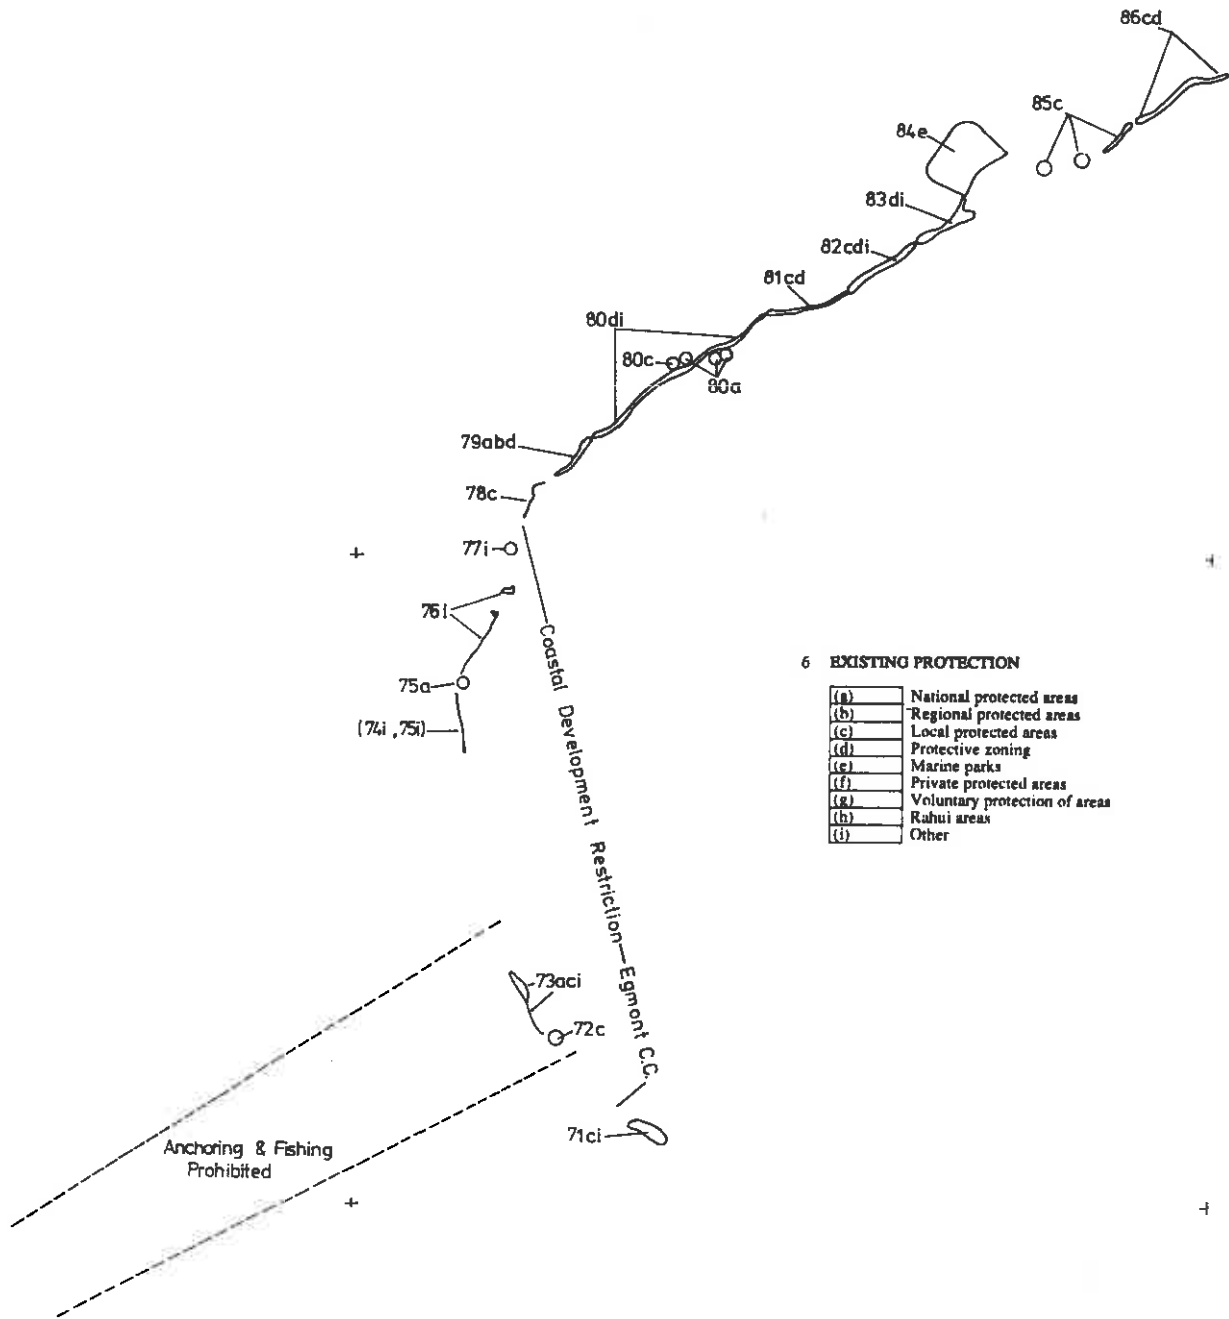 86cd
85c
84e
83di
82cdi
81cd
80di
80c
80a
79abd
78c
77i
76i
75a
(74i, 75i)
Coastal Development Restriction — Egmont C.C.
6 EXISTING PROTECTION
(a) National protected areas
(b) Regional protected areas
(c) Local protected areas
(d) Protective zoning
(e) Marine parks
(f) Private protected areas
(g) Voluntary protection of areas
(h) Rahui areas
(i) Other
73aci
72c
71ci
Anchoring & Fishing
Prohibited